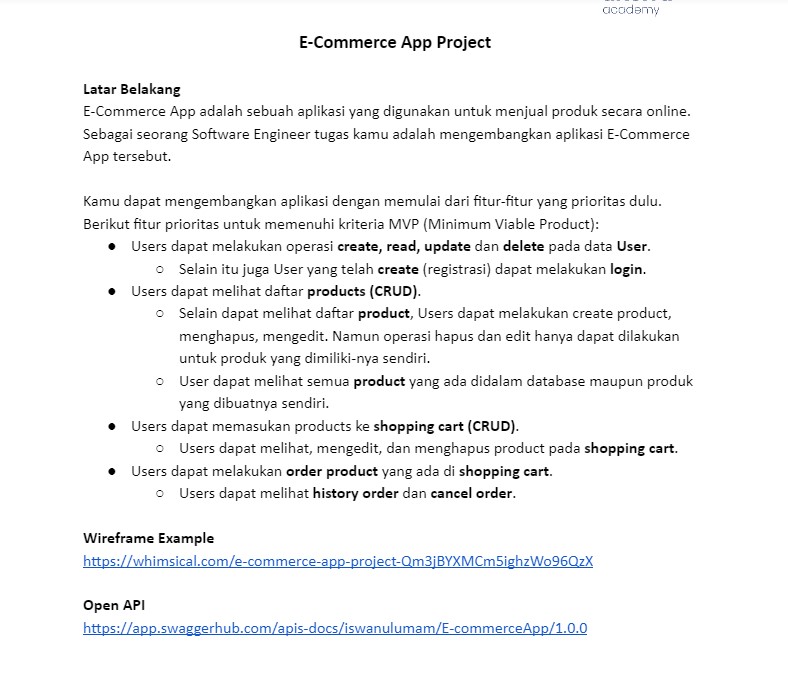 academy
E-Commerce App Project
Latar Belakang
E-Commerce App adalah sebuah aplikasi yang digunakan untuk menjual produk secara online.
Sebagai seorang Software Engineer tugas kamu adalah mengembangkan aplikasi E-Commerce
App tersebut.
Kamu dapat mengembangkan aplikasi dengan memulai dari fitur-fitur yang prioritas dulu.
Berikut fitur prioritas untuk memenuhi kriteria MVP (Minimum Viable Product):
● Users dapat melakukan operasi create, read, update dan delete pada data User.
○ Selain itu juga User yang telah create (registrasi) dapat melakukan login.
● Users dapat melihat daftar products (CRUD).
○ Selain dapat melihat daftar product, Users dapat melakukan create product,
menghapus, mengedit. Namun operasi hapus dan edit hanya dapat dilakukan
untuk produk yang dimiliki-nya sendiri.
○ User dapat melihat semua product yang ada didalam database maupun produk
yang dibuatnya sendiri.
● Users dapat memasukan products ke shopping cart (CRUD).
○ Users dapat melihat, mengedit, dan menghapus product pada shopping cart.
● Users dapat melakukan order product yang ada di shopping cart.
○ Users dapat melihat history order dan cancel order.
Wireframe Example
https://whimsical.com/e-commerce-app-project-Qm3jBYXMCm5ighzWo96QzX
Open API
https://app.swaggerhub.com/apis-docs/iswanulumam/E-commerceApp/1.0.0